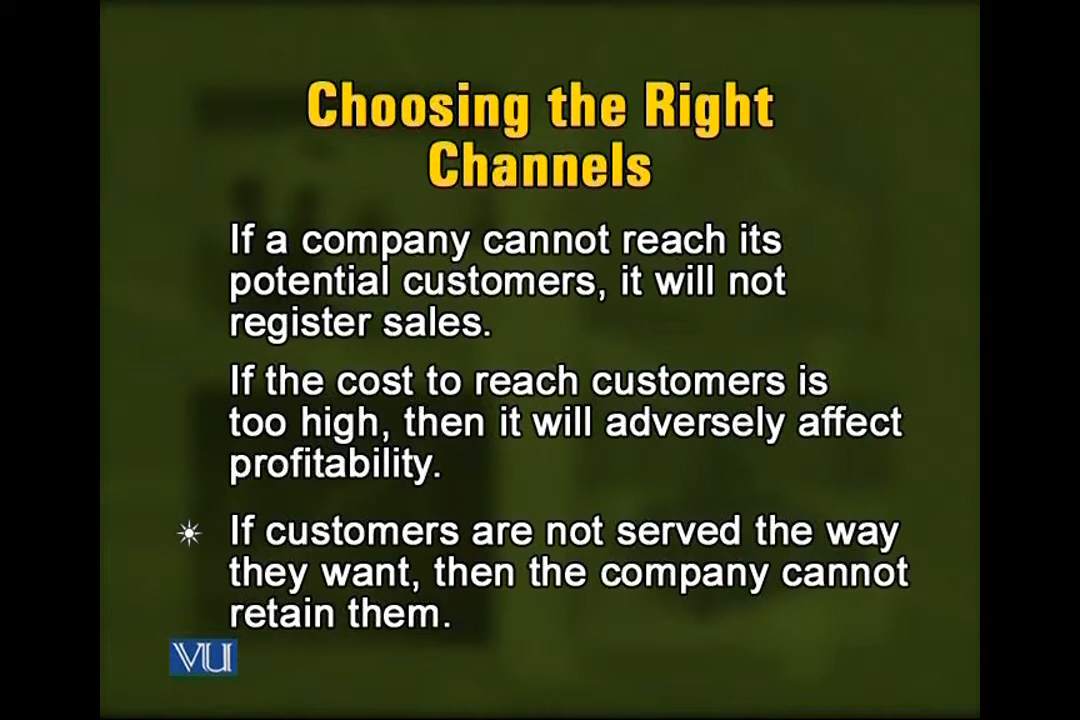 Choosing the Right
Channels
If a company cannot reach its
potential customers, it will not
register sales.
If the cost to reach customers is
too high, then it will adversely affect
profitability.
If customers are not served the way
they want, then the company cannot
retain them.
VU